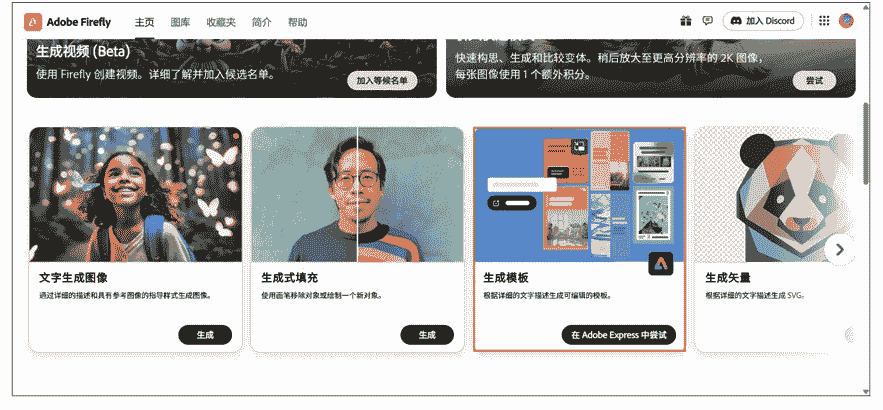 Adobe Firefly 主页 图库 收藏夹 简介 帮助 加入 Discord
生成视频 (Beta)
使用 Firefly 创建视频。详细了解并加入候选名单。
加入等候名单
快速构思、生成和比较变体。稍后放大至更高分辨率的 2K 图像，
每张图像使用 1 个额外积分。
尝试
文字生成图像
通过详细的描述和具有参考图像的指导样式生成图像。
生成
生成式填充
使用画笔移除对象或绘制一个新对象。
生成
生成模板
根据详细的文字描述生成可编辑的模板。
在 Adobe Express 中尝试
生成矢量
根据详细的文字描述生成 SVG。